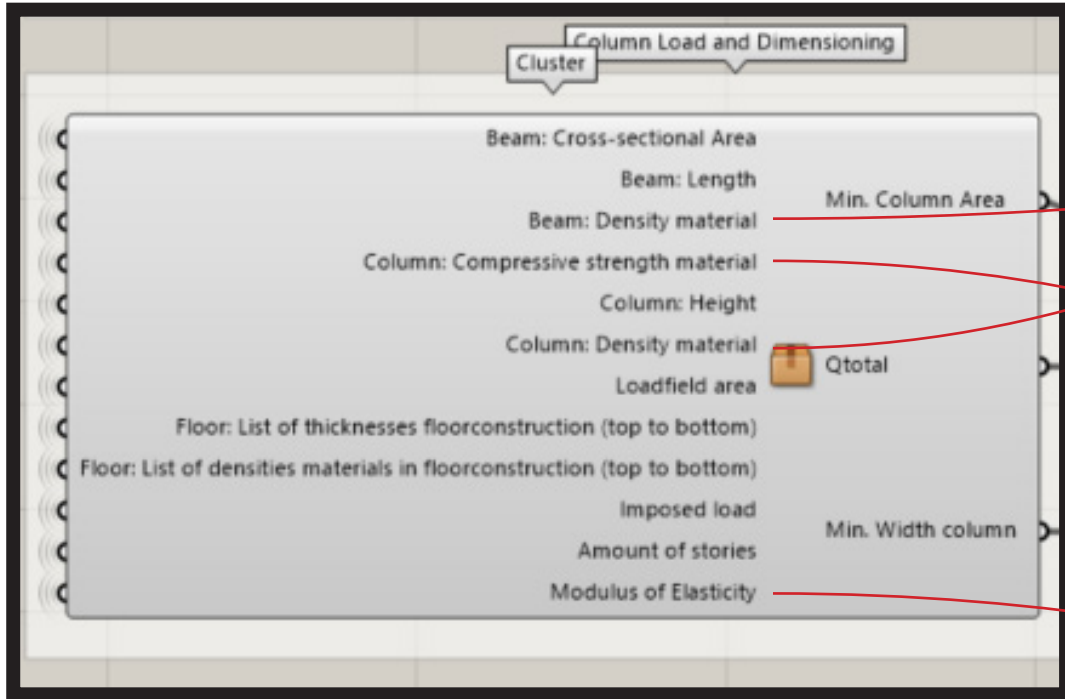 Column Load and Dimensioning
Cluster
Beam: Cross-sectional Area
Beam: Length
Beam: Density material
Column: Compressive strength material
Column: Height
Column: Density material
Loadfield area
Floor: List of thicknesses floorconstruction (top to bottom)
Floor: List of densities materials in floorconstruction (top to bottom)
Imposed load
Amount of stories
Modulus of Elasticity
Min. Column Area
Qtotal
Min. Width column